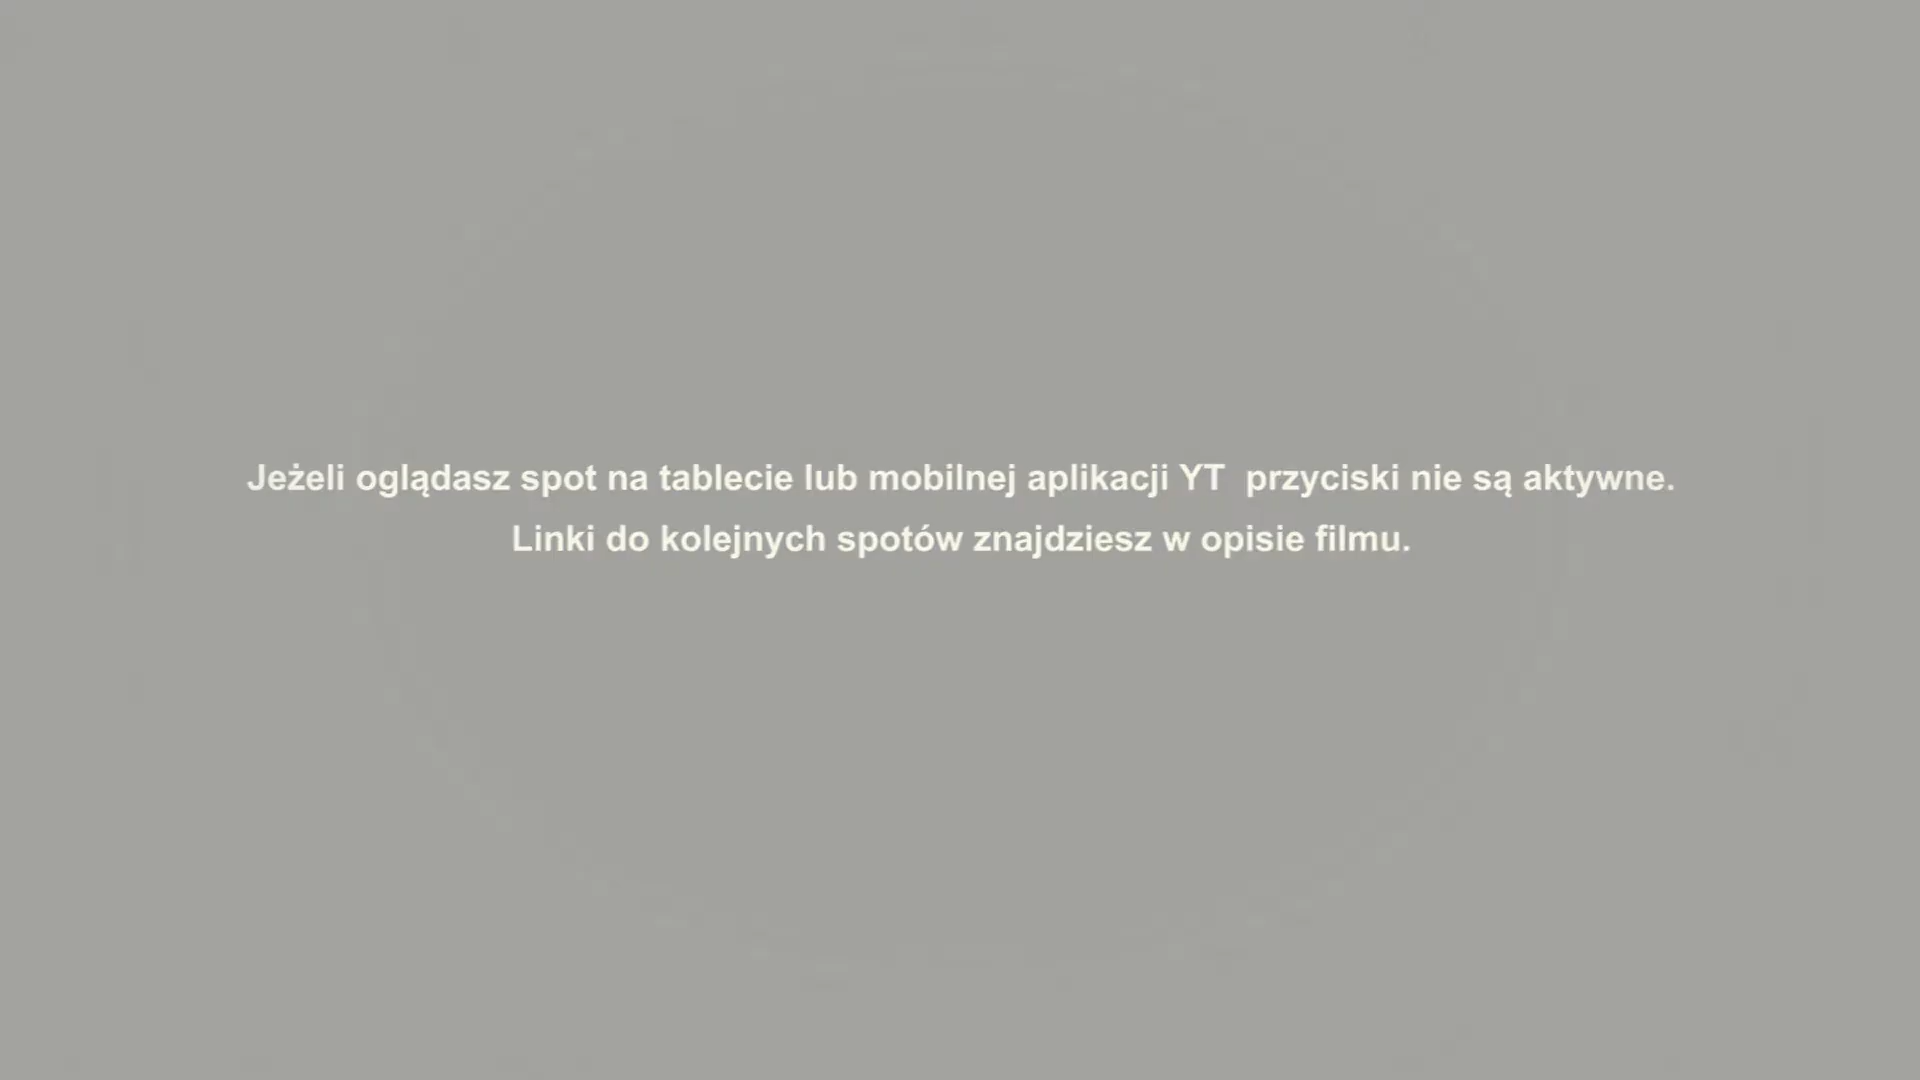 Jeżeli oglądasz spot na tablecie lub mobilnej aplikacji YT  przyciski nie są aktywne.
Linki do kolejnych spotów znajdziesz w opisie filmu.